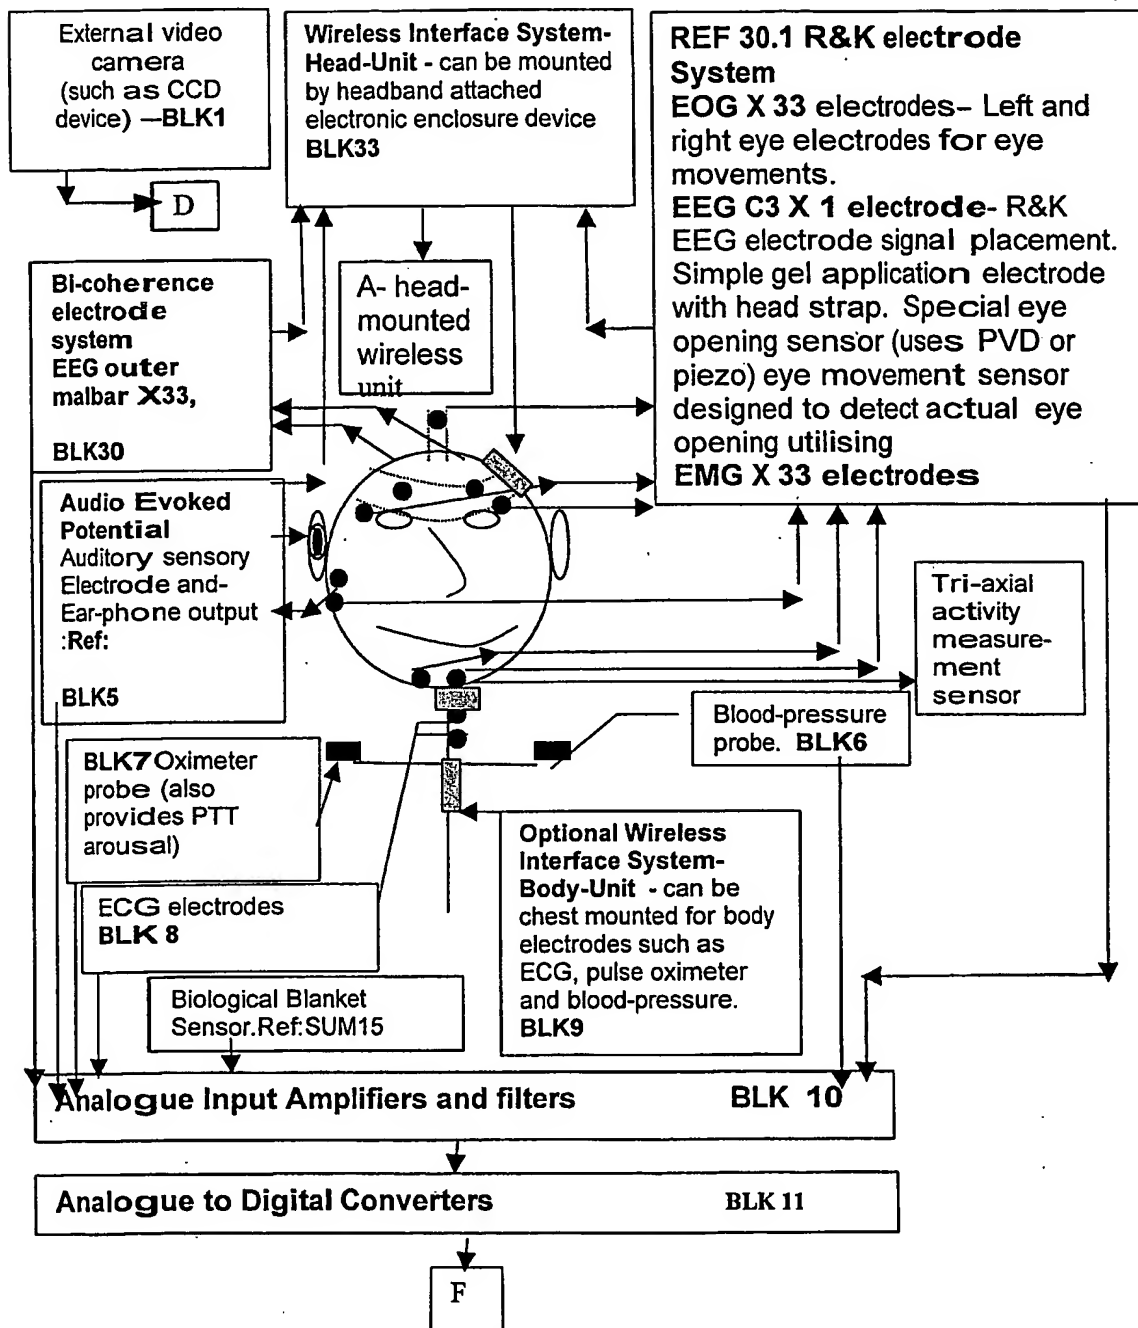 External video
camera
(such as CCD
device) —BLK1
D
Wireless Interface System-
Head-Unit - can be mounted
by headband attached
electronic enclosure device
BLK33
REF 30.1 R&K electrode
System
EOG X 33 electrodes– Left and
right eye electrodes for eye
movements.
EEG C3 X 1 electrode- R&K
EEG electrode signal placement.
Simple gel application electrode
with head strap. Special eye
opening sensor (uses PVD or
piezo) eye movement sensor
designed to detect actual eye
opening utilising
EMG X 33 electrodes
Bi-coherence
electrode
system
EEG outer
malbar X33,
BLK30
A- head-
mounted
wireless
unit
Audio Evoked
Potential
Auditory sensory
Electrode and-
Ear-phone output
:Ref:
BLK5
Tri-axial
activity
measure-
ment
sensor
Blood-pressure
probe. BLK6
BLK7 Oximeter
probe (also
provides PTT
arousal)
ECG electrodes
BLK 8
Optional Wireless
Interface System-
Body-Unit - can be
chest mounted for body
electrodes such as
ECG, pulse oximeter
and blood-pressure.
BLK9
Biological Blanket
Sensor.Ref:SUM15
Analogue Input Amplifiers and filters BLK 10
Analogue to Digital Converters BLK 11
F